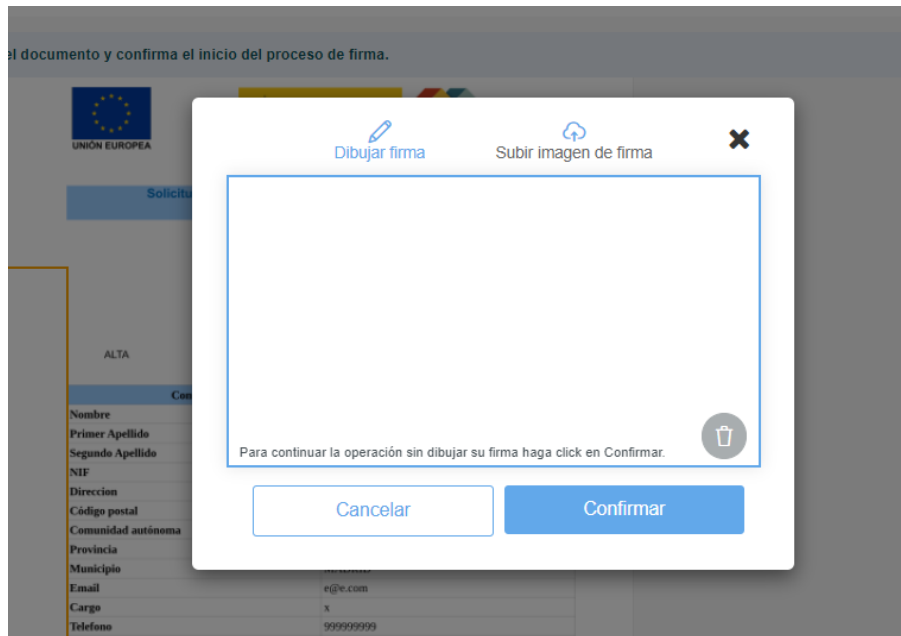 el documento y confirma el inicio del proceso de firma.
UNIÓN EUROPEA
Dibujar firma
Subir imagen de firma
Para continuar la operación sin dibujar su firma haga click en Confirmar.
Cancelar
Confirmar
ALTA
Nombre
Primer Apellido
Segundo Apellido
NIF
Direccion
Código postal
Comunidad autónoma
Provincia
Municipio
Email e@e.com
Cargo x
Telefono 999999999